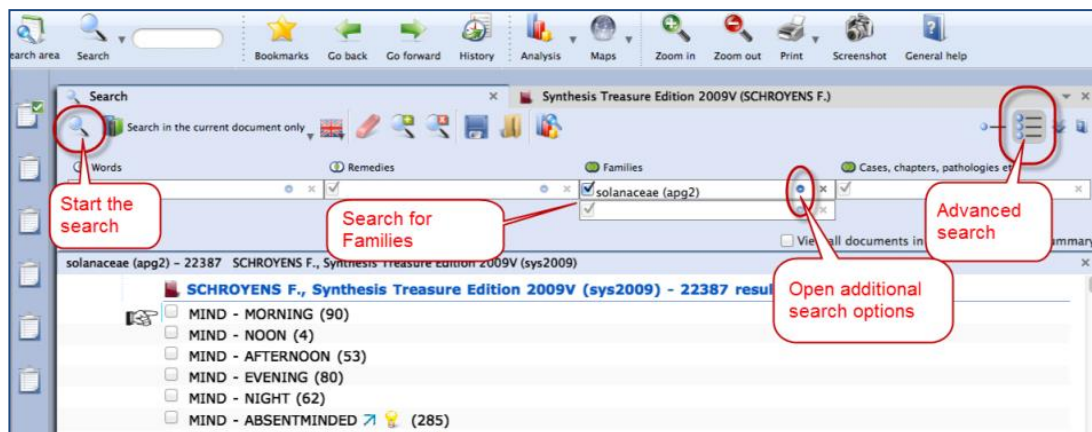 earch area Search Bookmarks Go back Go forward History Analysis Maps Zoom in Zoom out Print Screenshot General help
Search Synthesis Treasure Edition 2009V (SCHROYENS F.)
Search in the current document only
Words Remedies Families Cases, chapters, pathologies et
solanaceae (apg2)
Start the
search
Search for
Families
Advanced
search
View all documents in mmary
solanaceae (apg2) – 22387 SCHROYENS F., Synthesis Treasure Edition 2009V (sys2009)
SCHROYENS F., Synthesis Treasure Edition 2009V (sys2009) – 22387 resul
Open additional
search options
MIND - MORNING (90)
MIND - NOON (4)
MIND - AFTERNOON (53)
MIND - EVENING (80)
MIND - NIGHT (62)
MIND - ABSENTMINDED (285)